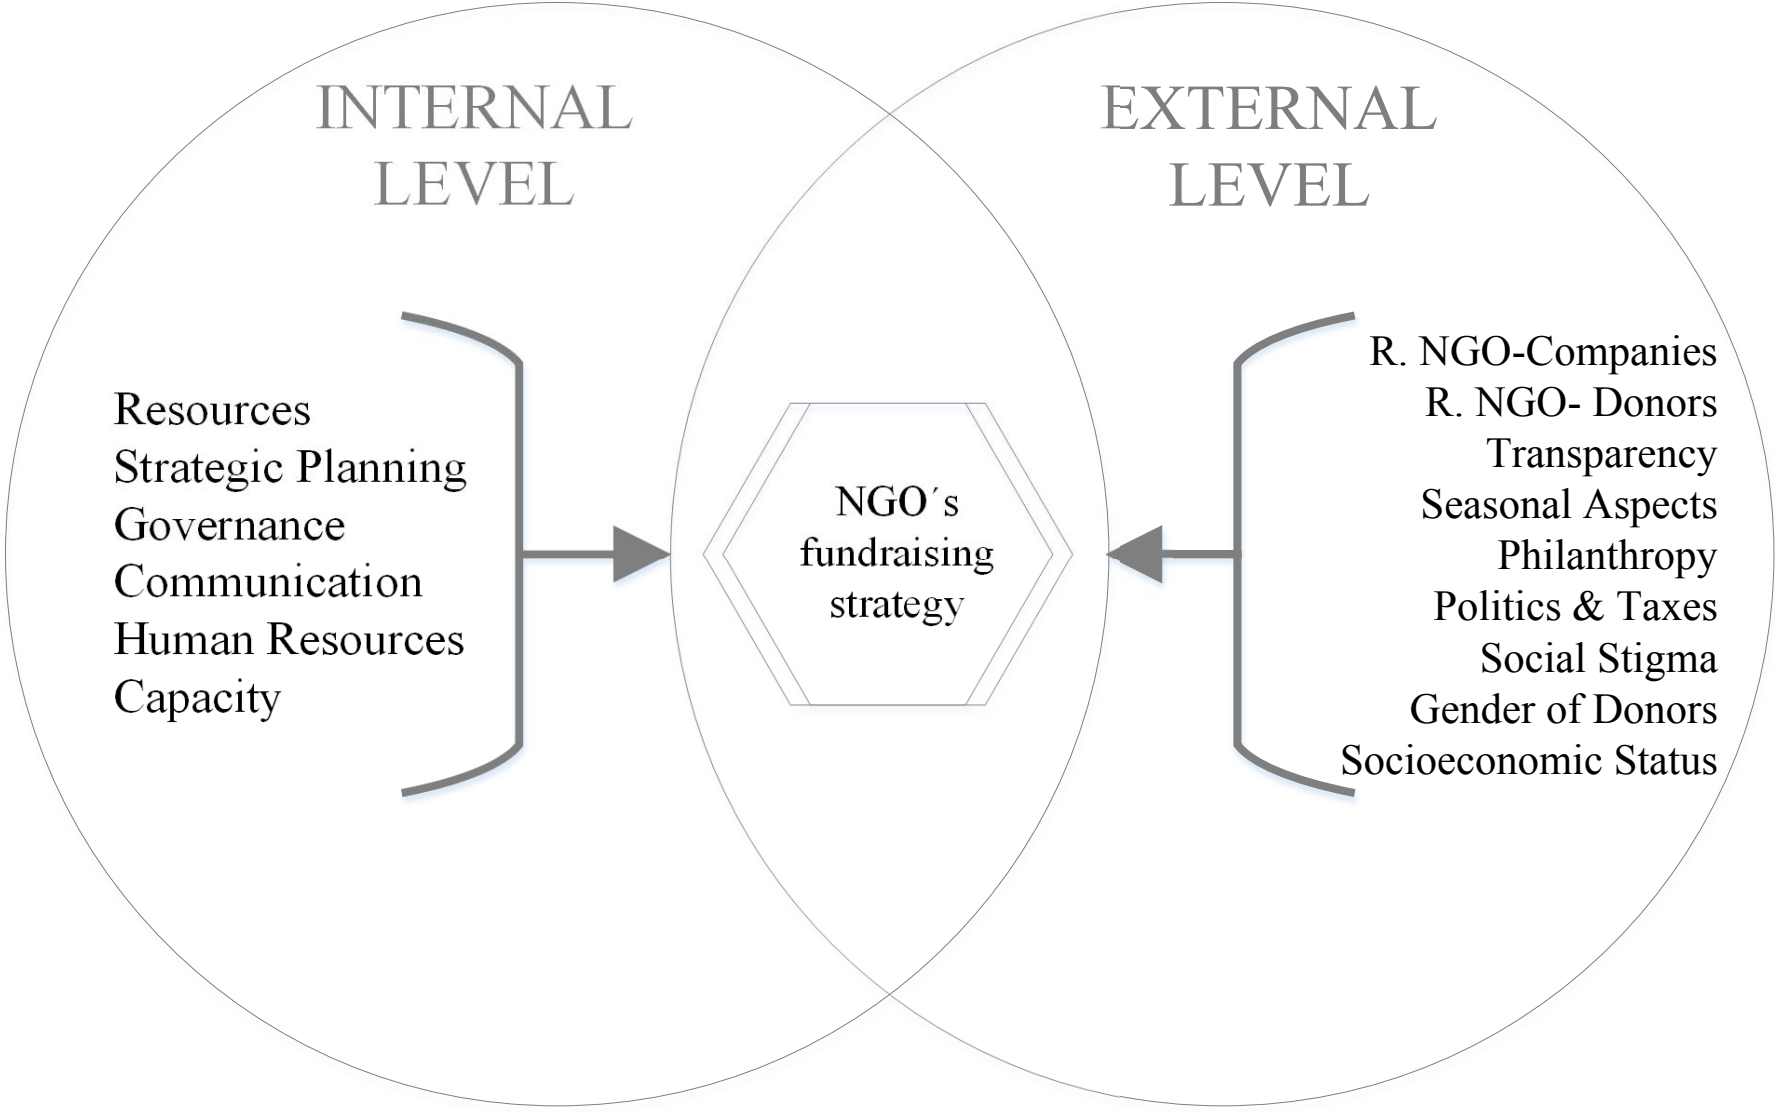 INTERNAL
LEVEL
Resources
Strategic Planning
Governance
Communication
Human Resources
Capacity
NGO´s
fundraising
strategy
EXTERNAL
LEVEL
R. NGO-Companies
R. NGO- Donors
Transparency
Seasonal Aspects
Philanthropy
Politics & Taxes
Social Stigma
Gender of Donors
Socioeconomic Status